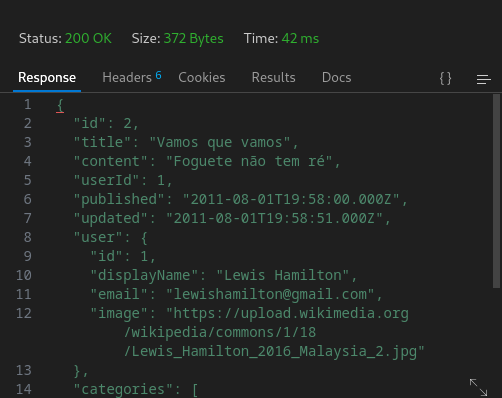 Status: 200 OK Size: 372 Bytes Time: 42 ms
Response Headers 6 Cookies Results Docs { }
1 {
2 "id": 2,
3 "title": "Vamos que vamos",
4 "content": "Foguete não tem ré",
5 "userId": 1,
6 "published": "2011-08-01T19:58:00.000Z",
7 "updated": "2011-08-01T19:58:51.000Z",
8 "user": {
9 "id": 1,
10 "displayName": "Lewis Hamilton",
11 "email": "lewishamilton@gmail.com",
12 "image": "https://upload.wikimedia.org
/wikipedia/commons/1/18
/Lewis_Hamilton_2016_Malaysia_2.jpg"
13 },
14 "categories": [